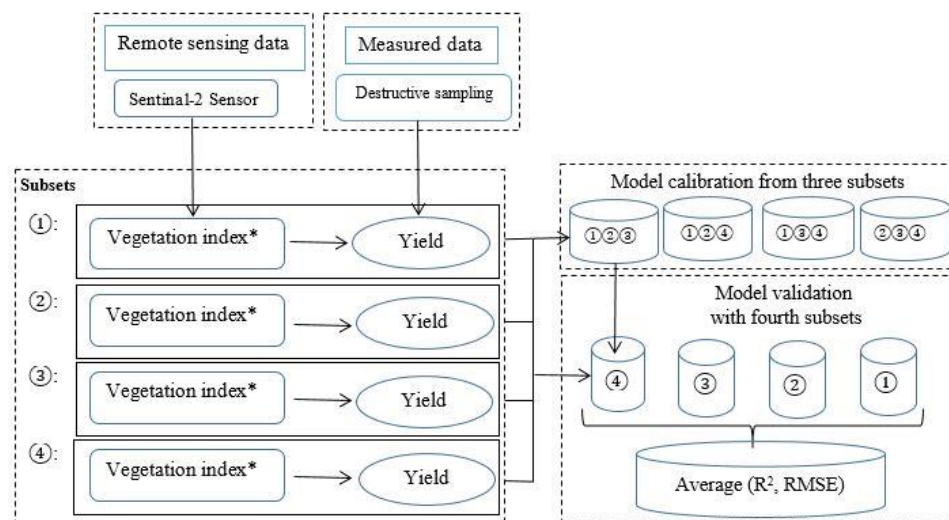 Remote sensing data
Sentinal-2 Sensor
Measured data
Destructive sampling
Subsets
①:
Vegetation index*
Yield
②:
Vegetation index*
Yield
③:
Vegetation index*
Yield
④:
Vegetation index*
Yield
Model calibration from three subsets
①②③
①②④
①③④
②③④
Model validation
with fourth subsets
④
③
②
①
Average (R², RMSE)